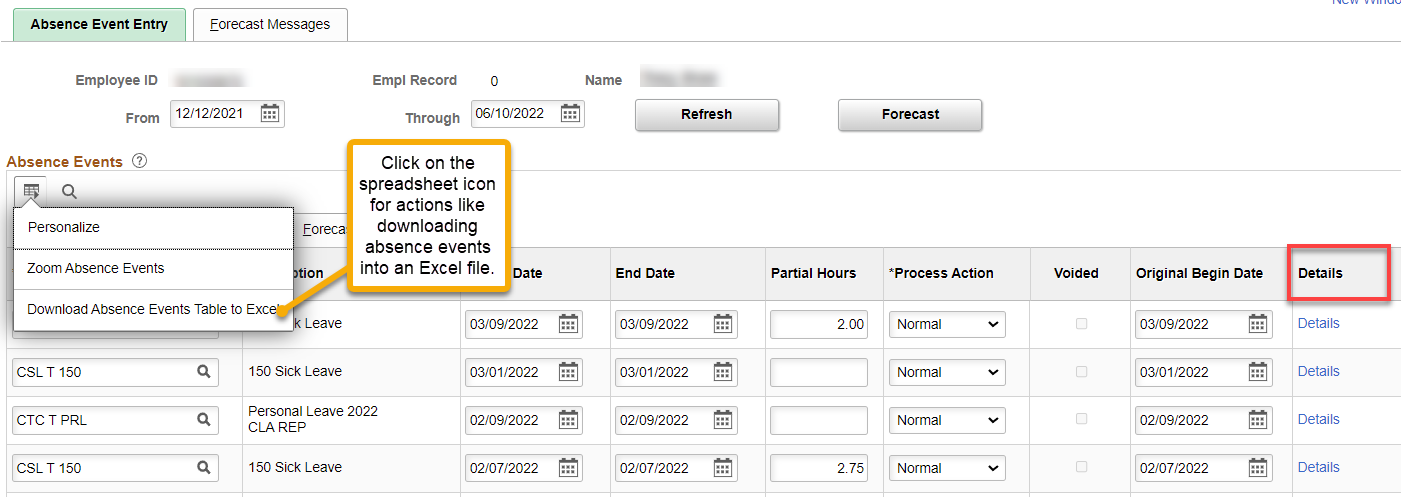 New Window
Absence Event Entry
Forecast Messages
Employee ID
Empl Record 0 Name
From 12/12/2021 Through 06/10/2022 Refresh Forecast
Absence Events ?
Click on the
spreadsheet icon
for actions like
downloading
absence events
into an Excel file.
Personalize
Zoom Absence Events
Download Absence Events Table to Excel
Foreca
ption Date End Date Partial Hours *Process Action Voided Original Begin Date Details
k Leave 03/09/2022 03/09/2022 2.00 Normal 03/09/2022 Details
CSL T 150 150 Sick Leave 03/01/2022 03/01/2022 Normal 03/01/2022 Details
CTC T PRL Personal Leave 2022 02/09/2022 02/09/2022 Normal 02/09/2022 Details
CLA REP
CSL T 150 150 Sick Leave 02/07/2022 02/07/2022 2.75 Normal 02/07/2022 Details